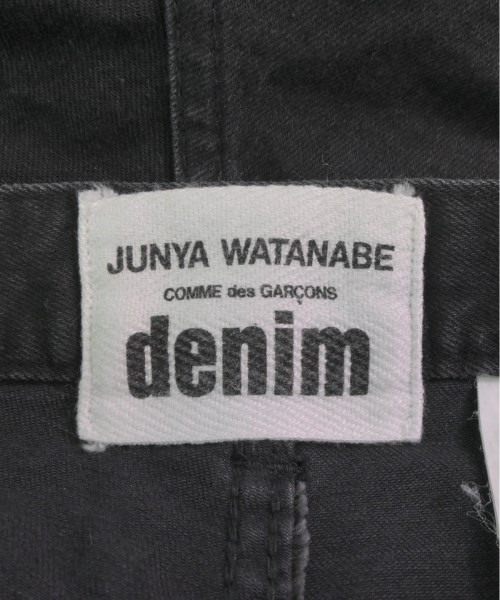 JUNYA WATANABE
COMME des GARÇONS
denim